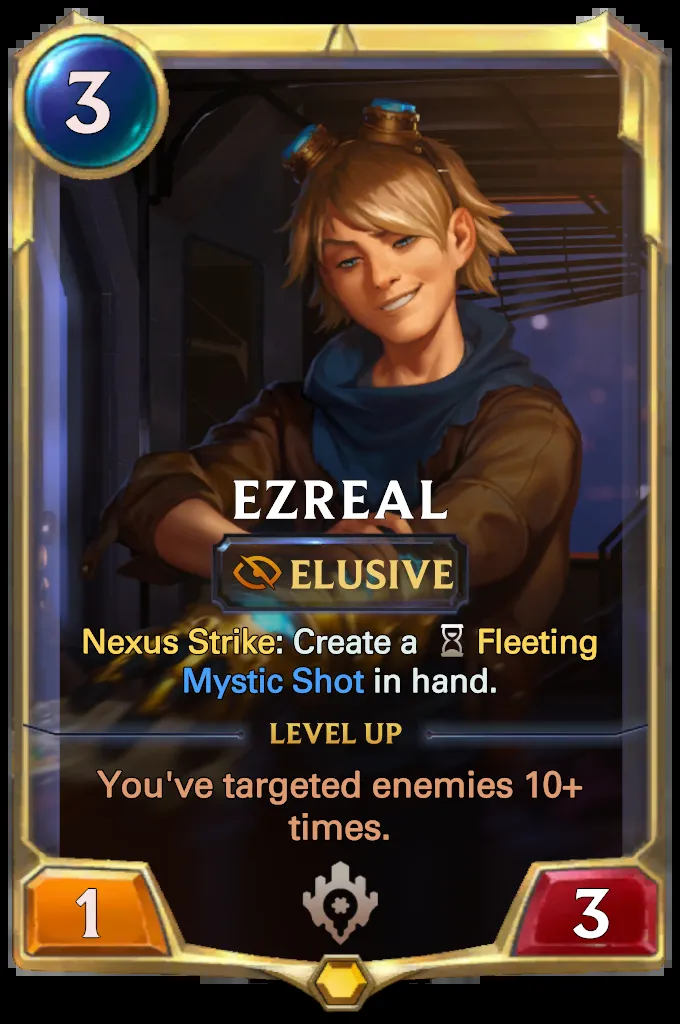 3
EZREAL
ELUSIVE
Nexus Strike: Create a Fleeting
Mystic Shot in hand.
LEVEL UP
You've targeted enemies 10+
times.
1
3